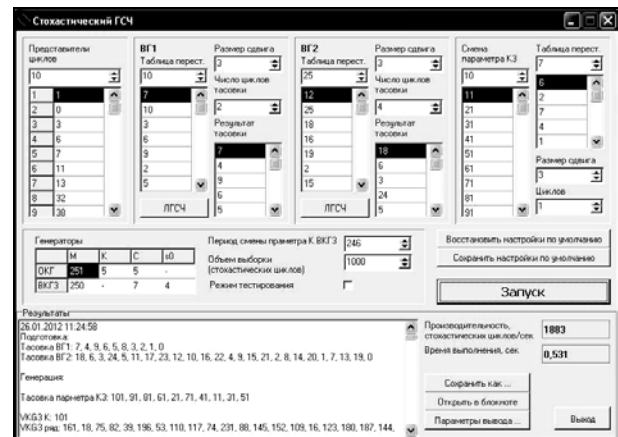 Стохастический ГСЧ
Представители циклов
10
1 1
2 0
3 3
4 6
5 7
6 11
7 13
8 32
9 30
ВГ1
Таблица перест.
10
7
10
3
6
9
2
5
ЛГСЧ
Размер сдвига
3
Число циклов тасовки
2
Результат тасовки
7
4
9
6
5
ВГ2
Таблица перест.
25
12
25
18
16
19
2
15
ЛГСЧ
Размер сдвига
3
Число циклов тасовки
4
Результат тасовки
18
6
3
24
5
Смена параметра К3
10
11
21
31
41
51
61
71
81
91
Таблица перест.
7
6
2
7
4
1
Размер сдвига
3
Циклов
1
Генераторы
М К С s0
ОКГ 251 5 5 -
ВКГ3 250 - 7 4
Период смены праметра К ВКГ3 246
Объем выборки (стохастических циклов) 1000
Режим тестирования
Восстановить настройки по умолчанию
Сохранить настройки по умолчанию
Запуск
Результаты
26.01.2012 11:24:58
Подготовка:
Тасовка ВГ1: 7, 4, 9, 6, 5, 8, 3, 2, 1, 0
Тасовка ВГ2: 18, 6, 3, 24, 5, 11, 17, 23, 12, 10, 16, 22, 4, 9, 15, 21, 2, 8, 14, 20, 1, 7, 13, 19, 0
Генерация:
Тасовка парметра К3: 101, 91, 81, 61, 21, 71, 41, 11, 31, 51
VKG3 K: 101
VKG3 ряд: 161, 18, 75, 82, 39, 196, 53, 110, 117, 74, 231, 88, 145, 152, 109, 16, 123, 180, 187, 144,
Производительность, стохастических циклов/сек 1883
Время выполнения, сек 0,531
Сохранить как ...
Открыть в блокноте
Параметры вывода ...
Выход